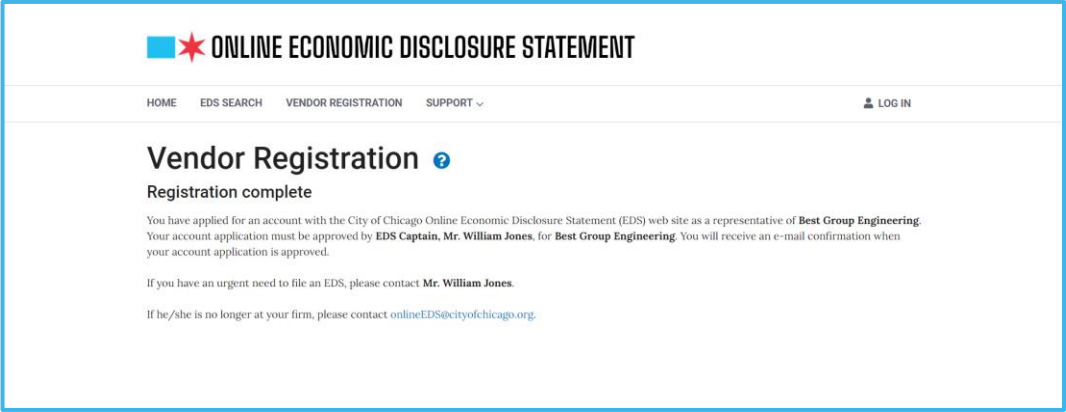 ONLINE ECONOMIC DISCLOSURE STATEMENT
HOME EDS SEARCH VENDOR REGISTRATION SUPPORT LOG IN
Vendor Registration ?
Registration complete
You have applied for an account with the City of Chicago Online Economic Disclosure Statement (EDS) web site as a representative of Best Group Engineering.
Your account application must be approved by EDS Captain, Mr. William Jones, for Best Group Engineering. You will receive an e-mail confirmation when
your account application is approved.
If you have an urgent need to file an EDS, please contact Mr. William Jones.
If he/she is no longer at your firm, please contact onlineEDS@cityofchicago.org.